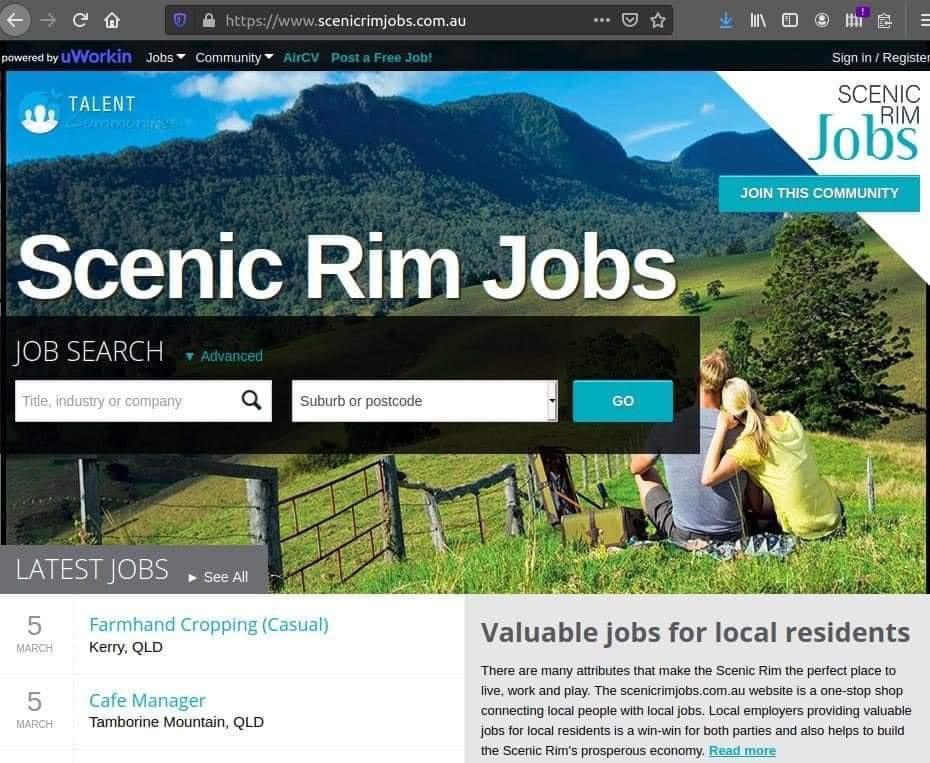 https://www.scenicrimjobs.com.au
powered by uWorkin Jobs Community AirCV Post a Free Job! Sign in / Register
TALENT
Communities
SCENIC
RIM
Jobs
JOIN THIS COMMUNITY
Scenic Rim Jobs
JOB SEARCH ▼ Advanced
Title, industry or company Suburb or postcode GO
LATEST JOBS ► See All
5
MARCH
Farmhand Cropping (Casual)
Kerry, QLD
5
MARCH
Cafe Manager
Tamborine Mountain, QLD
Valuable jobs for local residents
There are many attributes that make the Scenic Rim the perfect place to
live, work and play. The scenicrimjobs.com.au website is a one-stop shop
connecting local people with local jobs. Local employers providing valuable
jobs for local residents is a win-win for both parties and also helps to build
the Scenic Rim's prosperous economy. Read more